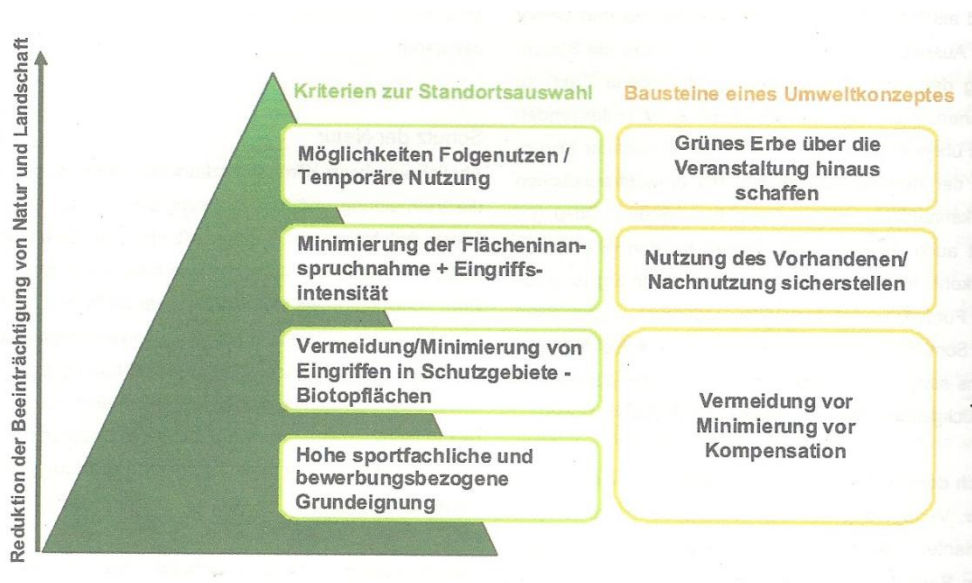 Reduktion der Beeinträchtigung von Natur und Landschaft
Kriterien zur Standortsauswahl
Möglichkeiten Folgenutzen /
Temporäre Nutzung
Minimierung der Flächeninan-
spruchnahme + Eingriffs-
intensität
Vermeidung/Minimierung von
Eingriffen in Schutzgebiete -
Biotopflächen
Hohe sportfachliche und
bewerbungsbezogene
Grundeignung
Bausteine eines Umweltkonzeptes
Grünes Erbe über die
Veranstaltung hinaus
schaffen
Nutzung des Vorhandenen/
Nachnutzung sicherstellen
Vermeidung vor
Minimierung vor
Kompensation